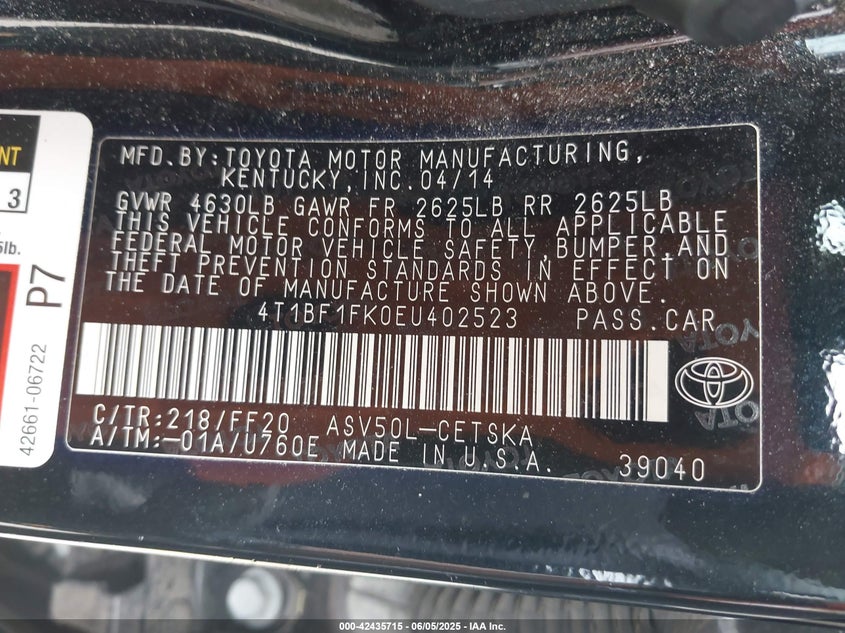 MFD.BY:TOYOTA MOTOR MANUFACTURING,
KENTUCKY,INC.04/14
GVWR 4630LB GAWR FR 2625LB RR 2625LB
THIS VEHICLE CONFORMS TO ALL APPLICABLE
FEDERAL MOTOR VEHICLE SAFETY,BUMPER,AND
THEFT PREVENTION STANDARDS IN EFFECT ON
THE DATE OF MANUFACTURE SHOWN ABOVE.
4T1BF1FK0EU402523 PASS.CAR
C/TR:218/FF20 ASV50L-CETSKA
A/TM:-01A/U760E MADE IN U.S.A. 39040
TOYOTA
3
P7
42661-06722
000-42435715 - 06/05/2025 - IAA Inc.